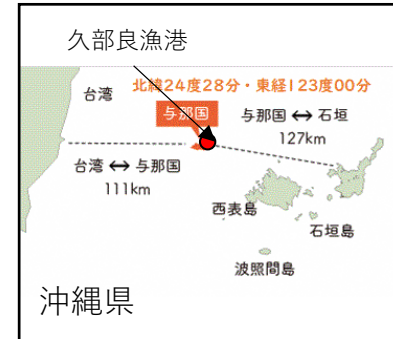 久部良漁港
北緯24度28分・東経123度00分
台湾
与那国
与那国 ↔ 石垣
127km
台湾 ↔ 与那国
111km
西表島
石垣島
波照間島
沖縄県